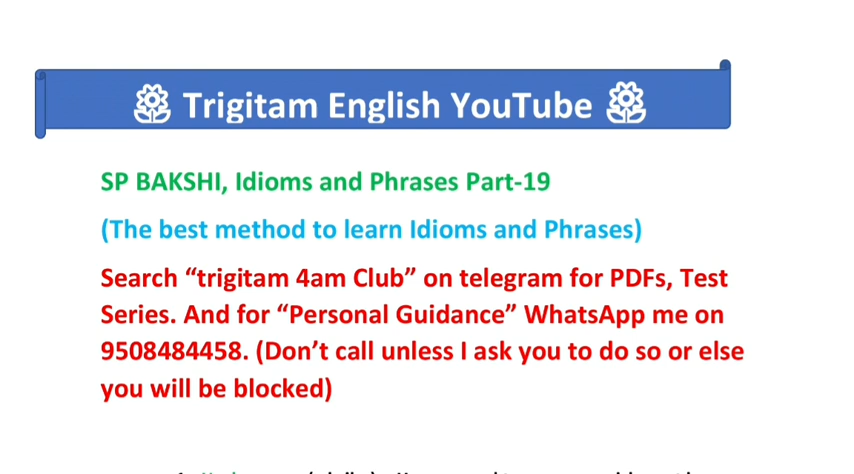 Trigitam English YouTube
SP BAKSHI, Idioms and Phrases Part-19
(The best method to learn Idioms and Phrases)
Search “trigitam 4am Club” on telegram for PDFs, Test
Series. And for “Personal Guidance” WhatsApp me on
9508484458. (Don’t call unless I ask you to do so or else
you will be blocked)